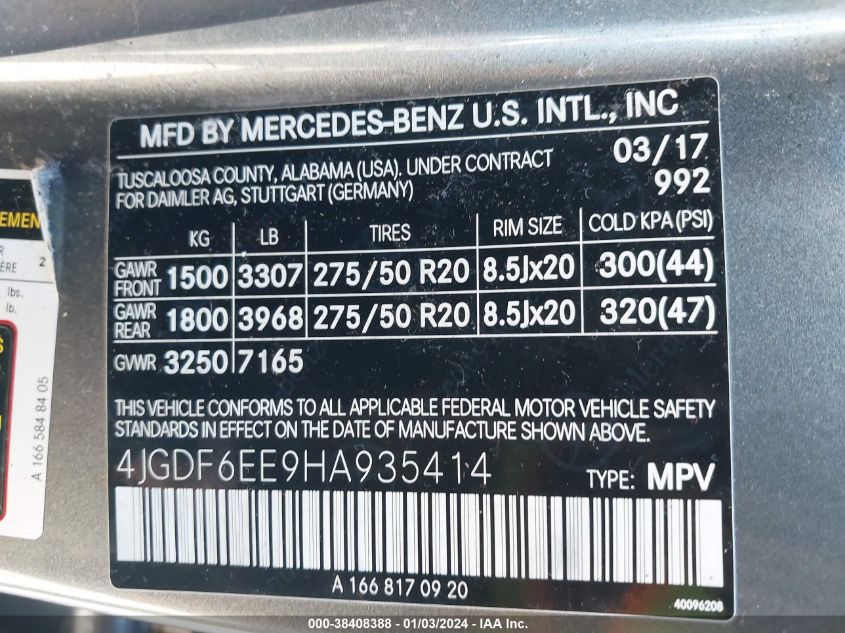 MFD BY MERCEDES-BENZ U.S. INTL., INC
TUSCALOOSA COUNTY, ALABAMA (USA). UNDER CONTRACT
FOR DAIMLER AG, STUTTGART (GERMANY)
03/17
992
KG LB TIRES RIM SIZE COLD KPA (PSI)
GAWR FRONT 1500 3307 275/50 R20 8.5Jx20 300(44)
GAWR REAR 1800 3968 275/50 R20 8.5Jx20 320(47)
GVWR 3250 7165
THIS VEHICLE CONFORMS TO ALL APPLICABLE FEDERAL MOTOR VEHICLE SAFETY
STANDARDS IN EFFECT ON THE DATE OF MANUFACTURE SHOWN ABOVE.
4JGDF6EE9HA935414 TYPE: MPV
A 166 817 09 20
40096208
2
lbs.
lb.
A 166 584 84 05
000-38408388 - 01/03/2024 - IAA Inc.